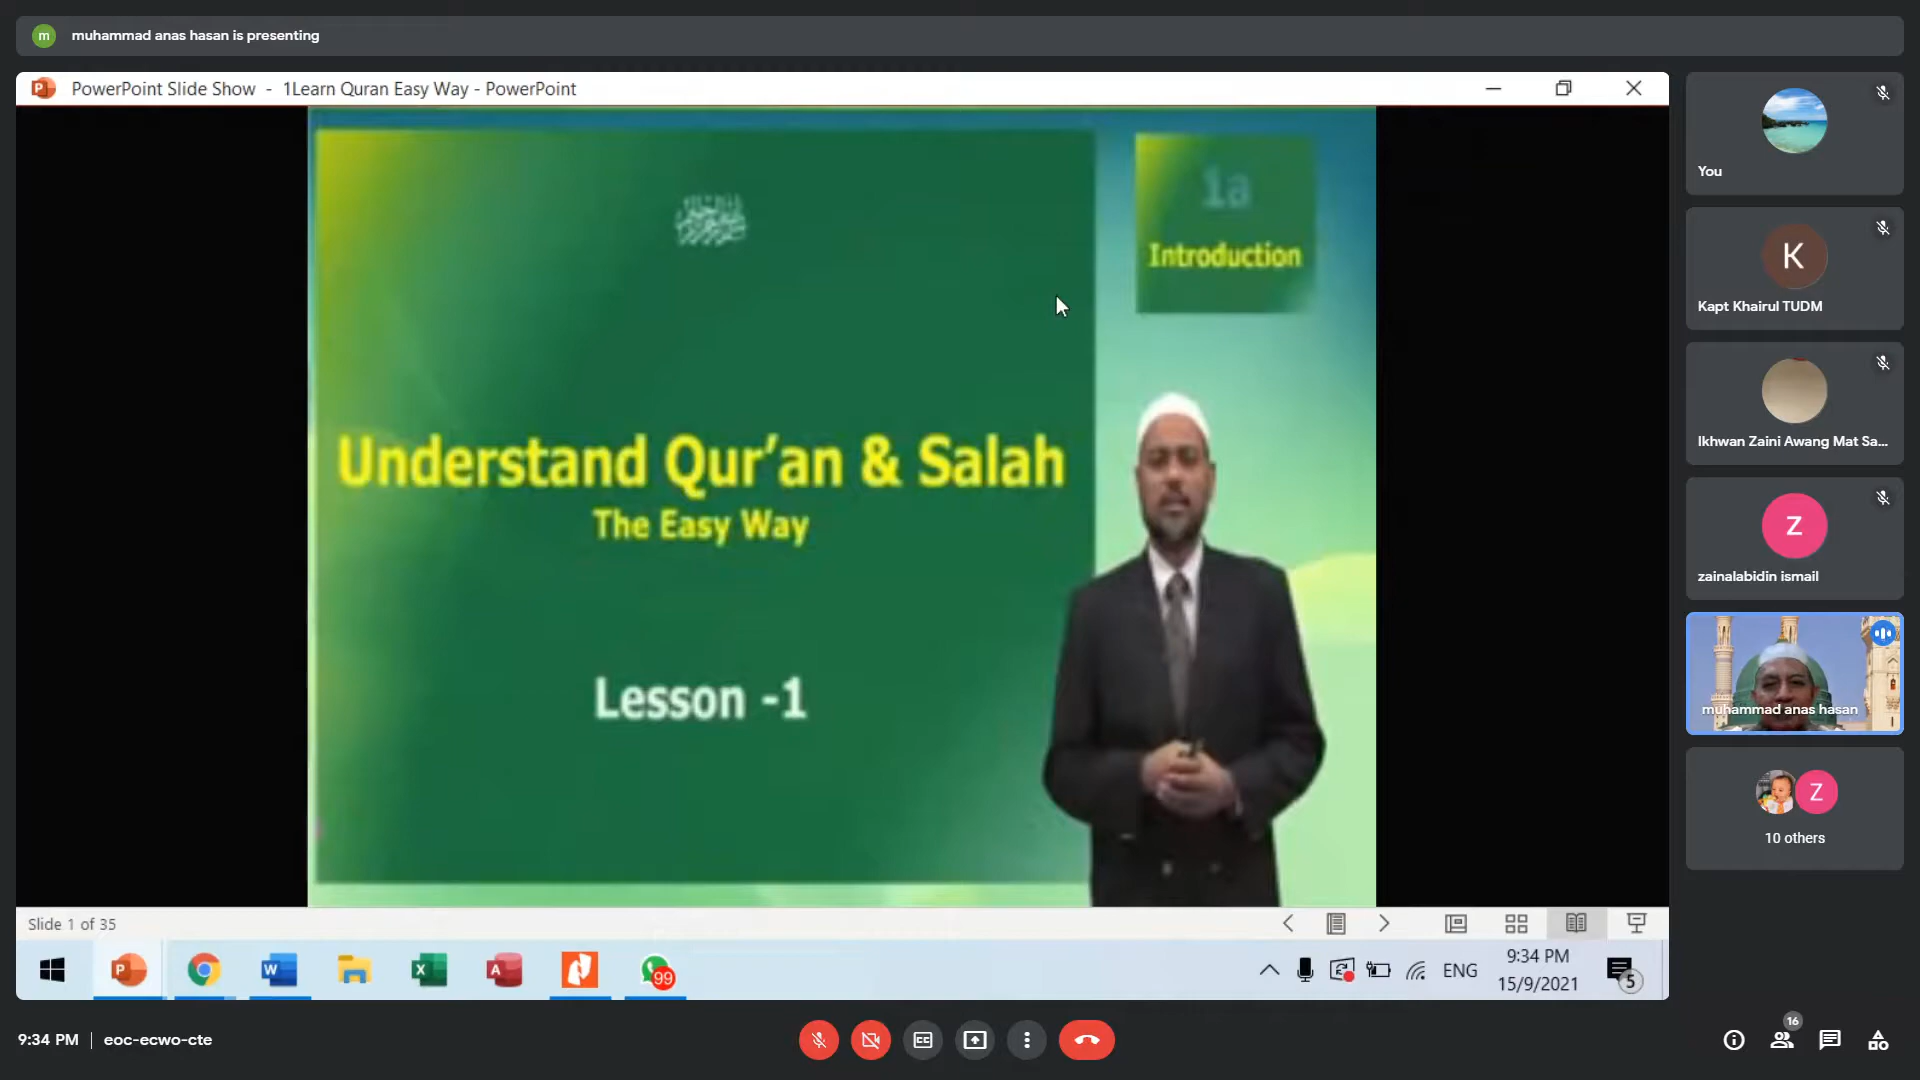 m
muhammad anas hasan is presenting
PowerPoint Slide Show - 1Learn Quran Easy Way - PowerPoint
1a
Introduction
Understand Qur'an & Salah
The Easy Way
Lesson -1
You
K
Kapt Khairul TUDM
Ikhwan Zaini Awang Mat Sa...
Z
zainalabidin ismail
muhammad anas hasan
Z
10 others
Slide 1 of 35
99
ENG
9:34 PM
15/9/2021
5
9:34 PM
eoc-ecwo-cte
16